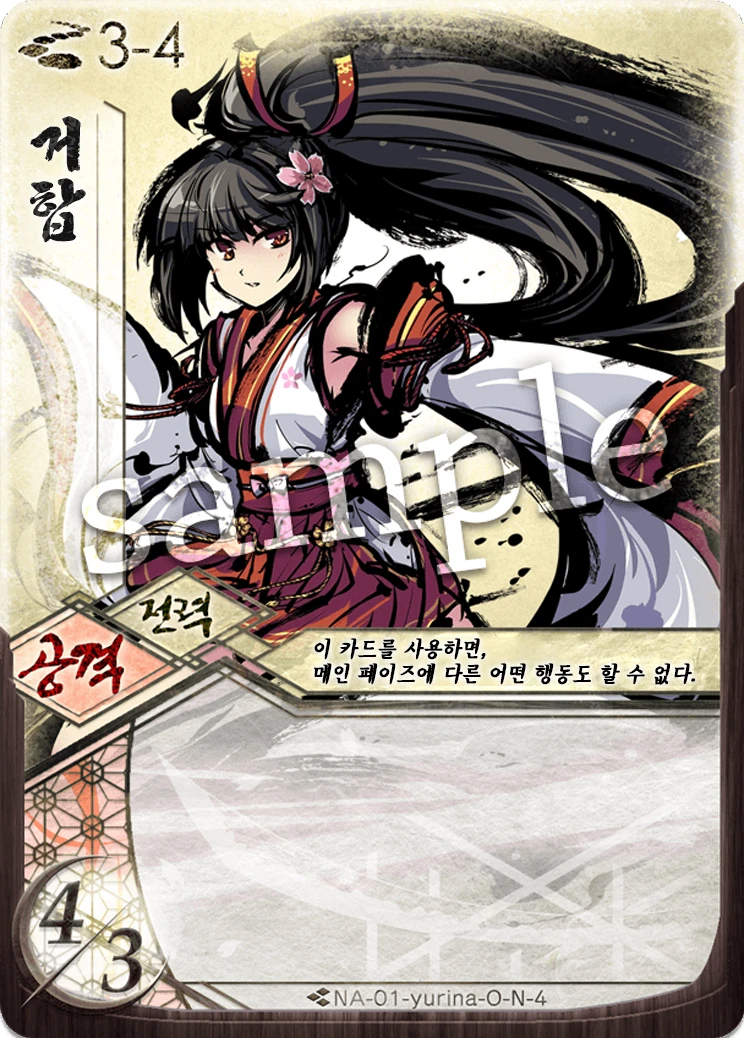 3-4
거합
sample
전력
공격
이 카드를 사용하면,
메인 페이즈에 다른 어떤 행동도 할 수 없다.
4/3
NA-01-yurina-O-N-4